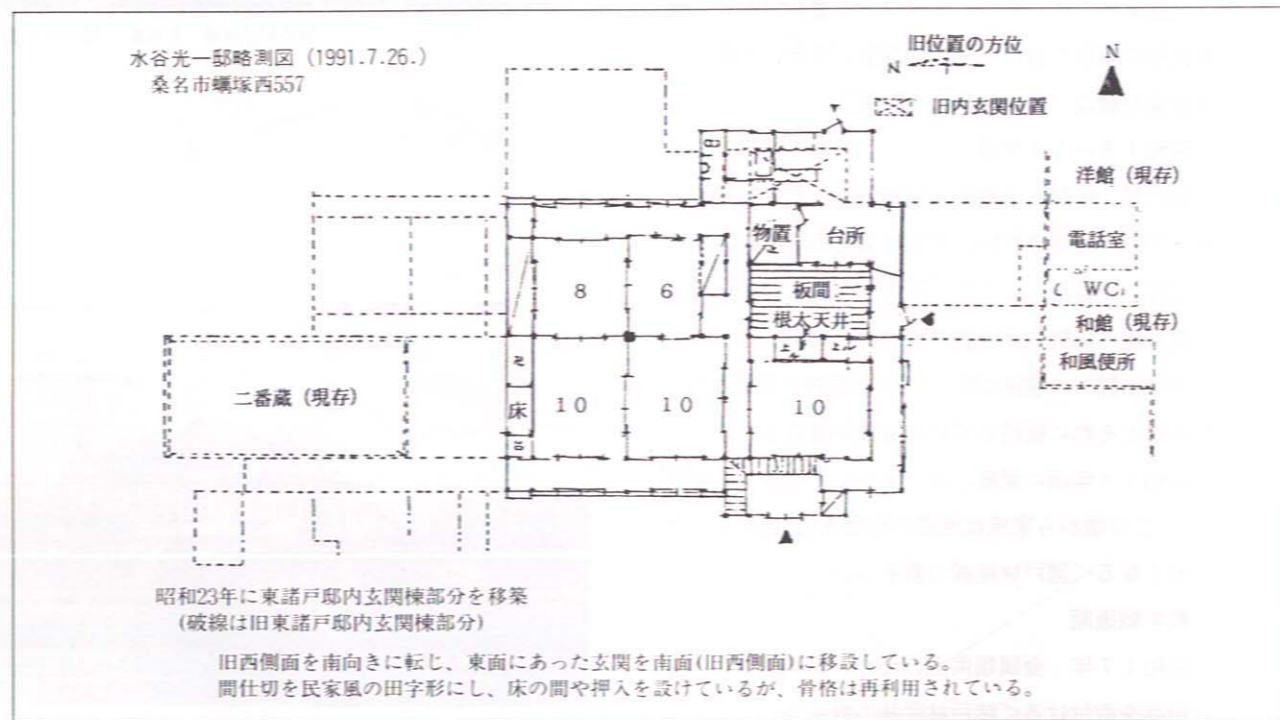 水谷光一邸略測図（1991.7.26.）
桑名市蠣塚西557
旧位置の方位
N
N
旧内玄関位置
洋館（現存）
電話室
WC
和館（現存）
和風便所
物置
台所
8
6
板間
根太天井
二番蔵（現存）
床
10
10
10
昭和23年に東諸戸邸内玄関棟部分を移築
（破線は旧東諸戸邸内玄関棟部分）
旧西側面を南向きに転じ、東面にあった玄関を南面(旧西側面)に移設している。
間仕切を民家風の田字形にし、床の間や押入を設けているが、骨格は再利用されている。